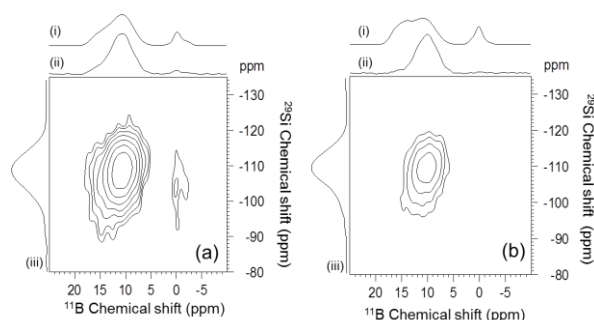 (i)
(ii)
ppm
-130
-120
-110
-100
-90
-80
²⁹Si Chemical shift (ppm)
(a)
(iii)
20 15 10 5 0 -5
¹¹B Chemical shift (ppm)
(i)
(ii)
ppm
-130
-120
-110
-100
-90
-80
²⁹Si Chemical shift (ppm)
(b)
(iii)
20 15 10 5 0 -5
¹¹B Chemical shift (ppm)